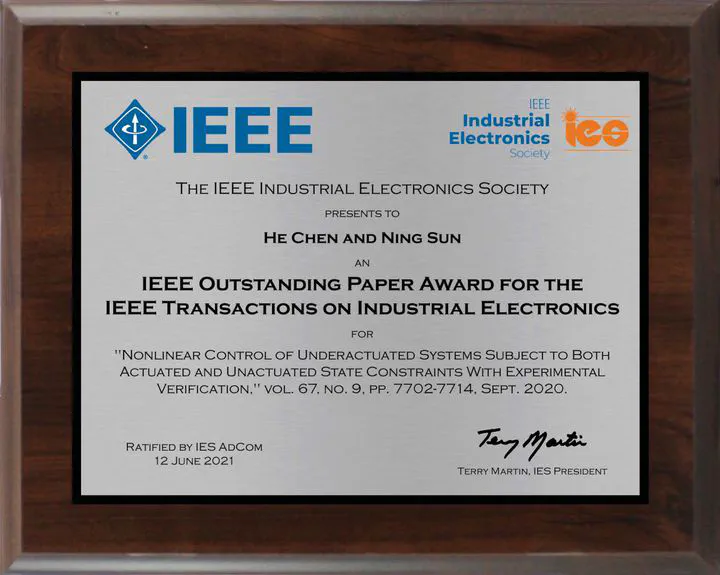 IEEE
IEEE
Industrial
Electronics
Society
ies
THE IEEE INDUSTRIAL ELECTRONICS SOCIETY
PRESENTS TO
HE CHEN AND NING SUN
AN
IEEE OUTSTANDING PAPER AWARD FOR THE
IEEE TRANSACTIONS ON INDUSTRIAL ELECTRONICS
FOR
"NONLINEAR CONTROL OF UNDERACTUATED SYSTEMS SUBJECT TO BOTH
ACTUATED AND UNACTUATED STATE CONSTRAINTS WITH EXPERIMENTAL
VERIFICATION," VOL. 67, NO. 9, PP. 7702-7714, SEPT. 2020.
RATIFIED BY IES ADCOM
12 JUNE 2021
Terry Martin
TERRY MARTIN, IES PRESIDENT